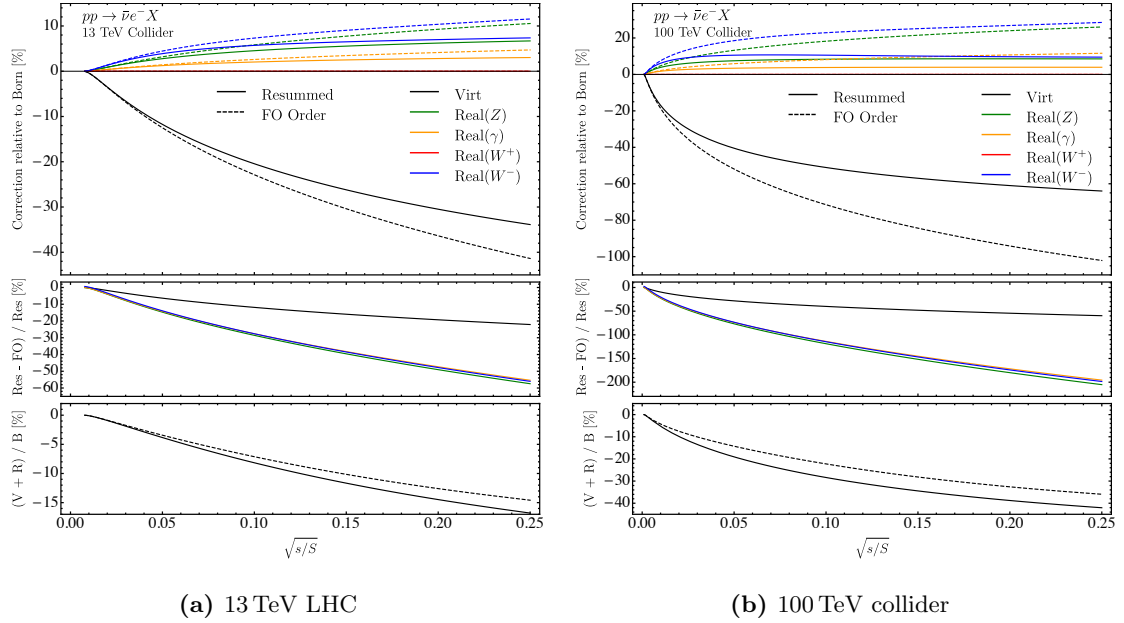 pp → ν̄e⁻X
13 TeV Collider
Correction relative to Born [%]
10
0
−10
−20
−30
−40
Resummed
FO Order
Virt
Real(Z)
Real(γ)
Real(W⁺)
Real(W⁻)
Res - FO) / Res [%]
0
−10
−20
−30
−40
−50
−60
(V + R) / B [%]
0
−5
−10
−15
0.00 0.05 0.10 0.15 0.20 0.25
√s/S
(a) 13 TeV LHC
pp → ν̄e⁻X
100 TeV Collider
Correction relative to Born [%]
20
0
−20
−40
−60
−80
−100
Resummed
FO Order
Virt
Real(Z)
Real(γ)
Real(W⁺)
Real(W⁻)
Res - FO) / Res [%]
0
−50
−100
−150
−200
(V + R) / B [%]
0
−10
−20
−30
−40
0.00 0.05 0.10 0.15 0.20 0.25
√s/S
(b) 100 TeV collider